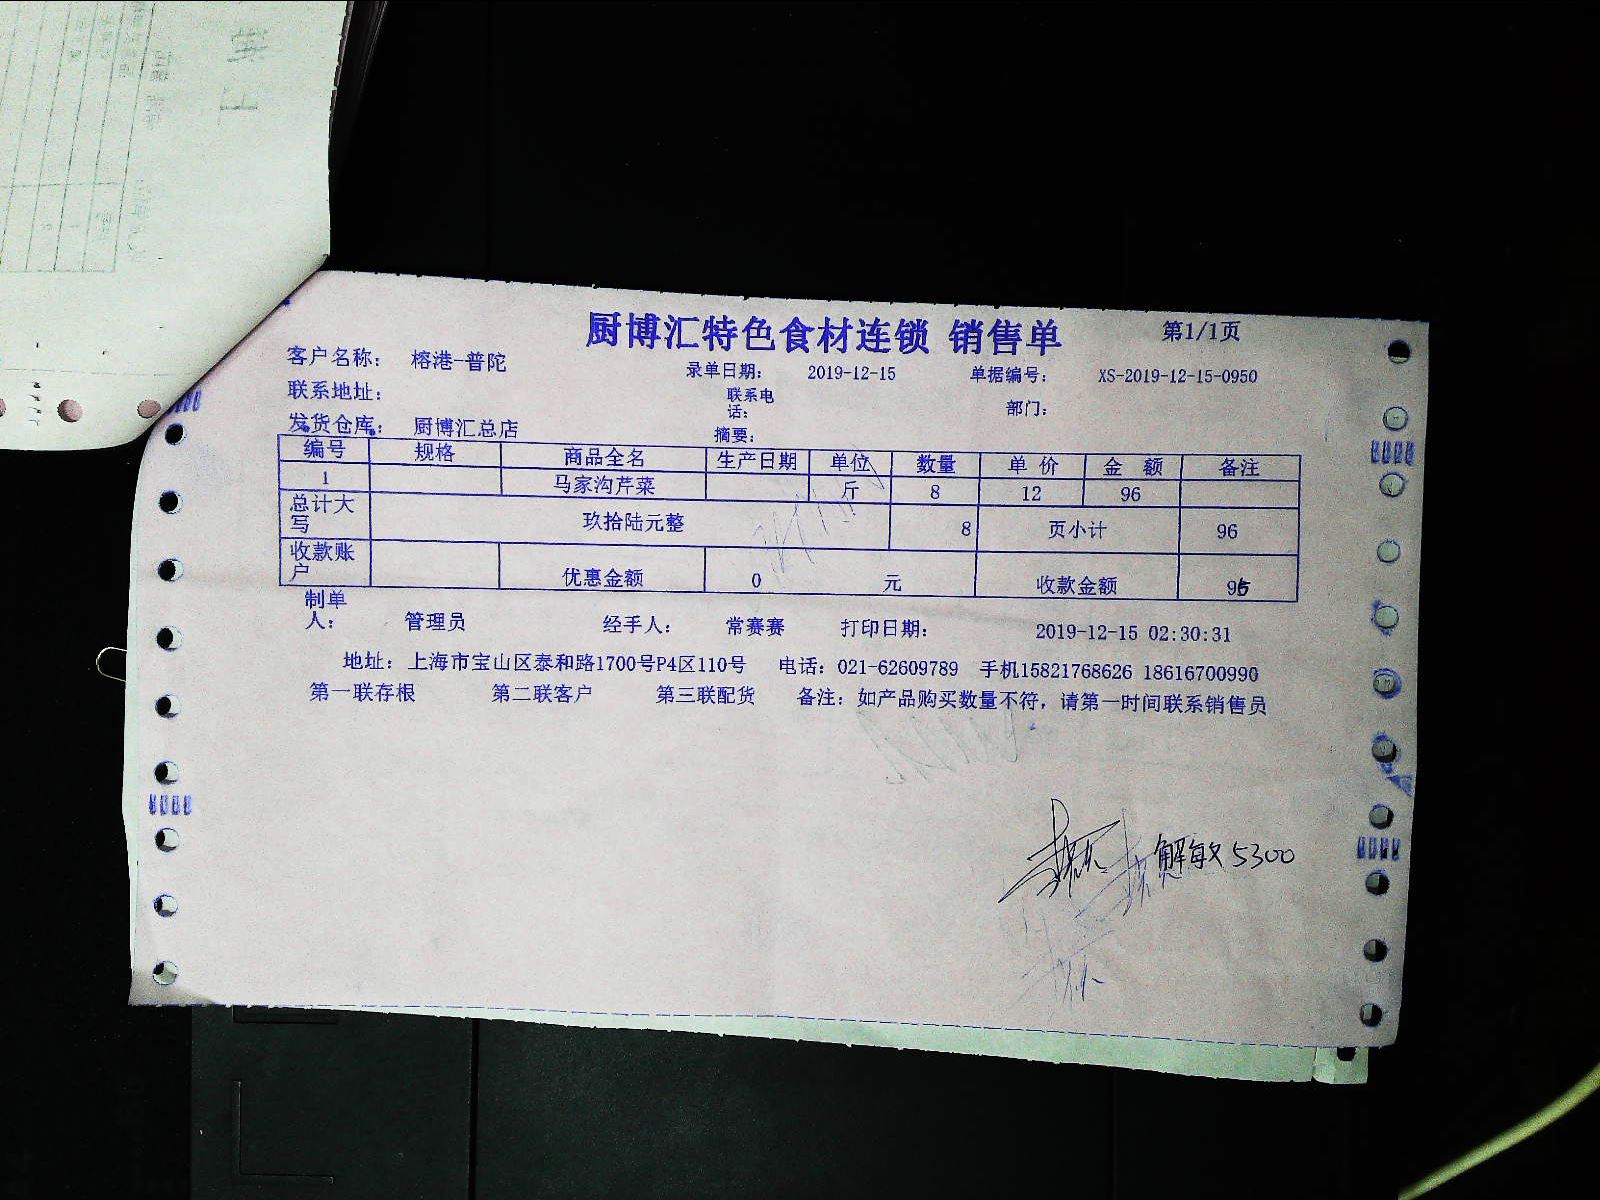 厨博汇特色食材连锁 销售单 第1/1页
客户名称： 榕港-普陀 录单日期： 2019-12-15 单据编号： XS-2019-12-15-0950
联系地址： 联系电话： 部门：
发货仓库： 厨博汇总店 摘要：
编号 规格 商品全名 生产日期 单位 数量 单价 金额 备注
1 马家沟芹菜 斤 8 12 96
总计大写 玖拾陆元整 8 页小计 96
收款账户 优惠金额 0 元 收款金额 96
制单人： 管理员 经手人： 常赛赛 打印日期： 2019-12-15 02:30:31
地址：上海市宝山区泰和路1700号P4区110号 电话：021-62609789 手机15821768626 18616700990
第一联存根 第二联客户 第三联配货 备注：如产品购买数量不符，请第一时间联系销售员
解敏 5300